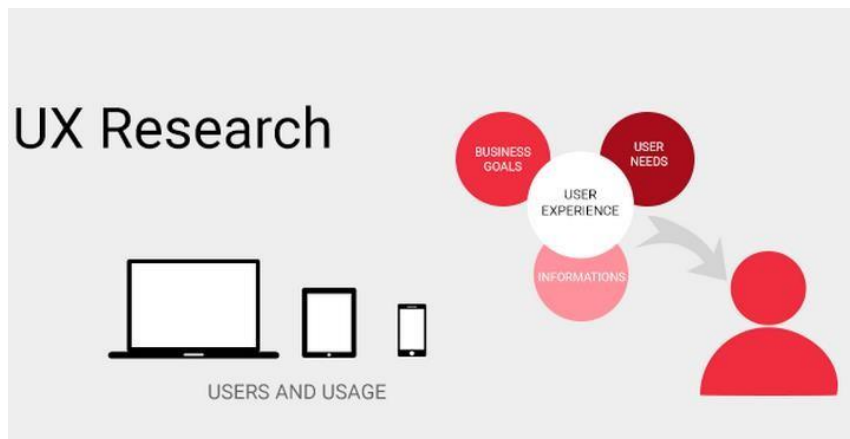 UX Research
BUSINESS
GOALS
USER
NEEDS
USER
EXPERIENCE
INFORMATIONS
USERS AND USAGE